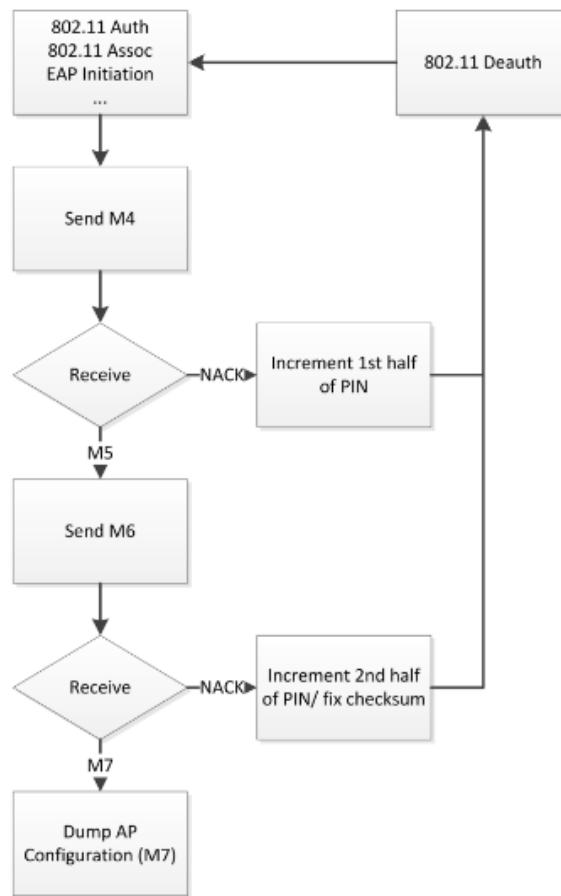 802.11 Auth
802.11 Assoc
EAP Initiation
...
802.11 Deauth
Send M4
Receive
NACK
Increment 1st half
of PIN
M5
Send M6
Receive
NACK
Increment 2nd half
of PIN/ fix checksum
M7
Dump AP
Configuration (M7)